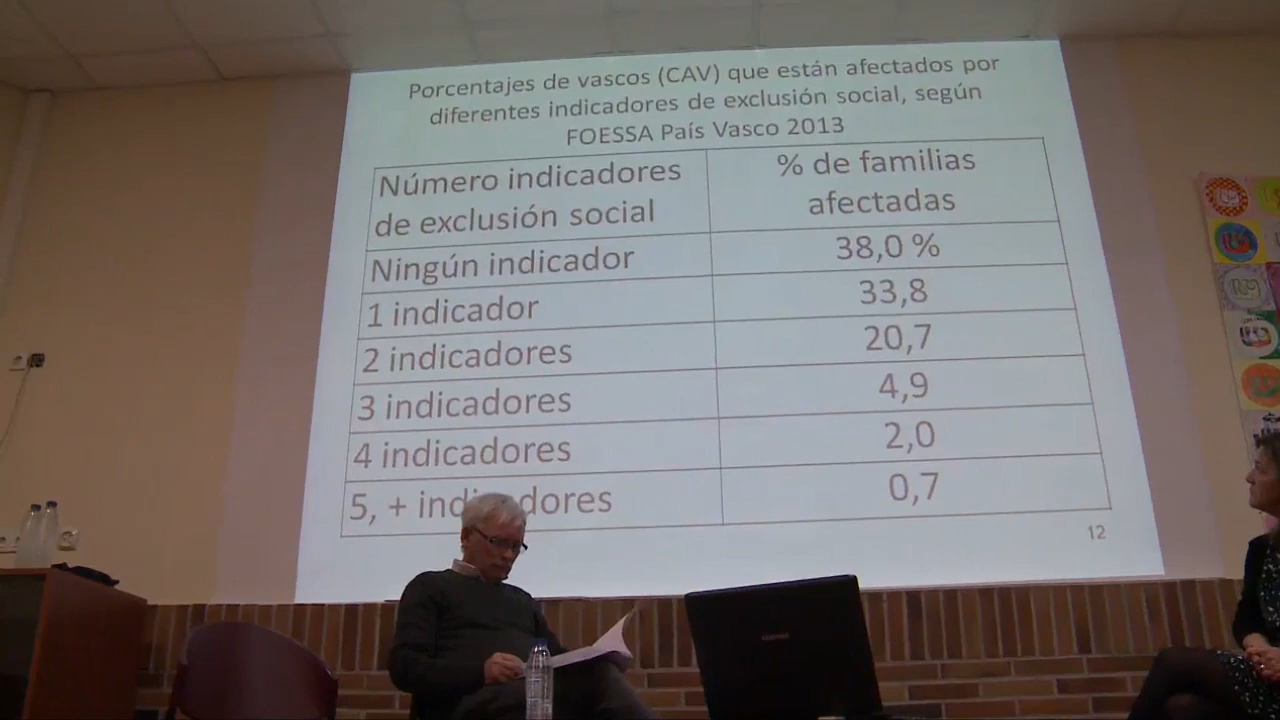 Porcentajes de vascos (CAV) que están afectados por
diferentes indicadores de exclusión social, según
FOESSA País Vasco 2013
Número indicadores
de exclusión social
% de familias
afectadas
Ningún indicador
38,0 %
1 indicador
33,8
2 indicadores
20,7
3 indicadores
4,9
4 indicadores
2,0
5, + indicadores
0,7
12